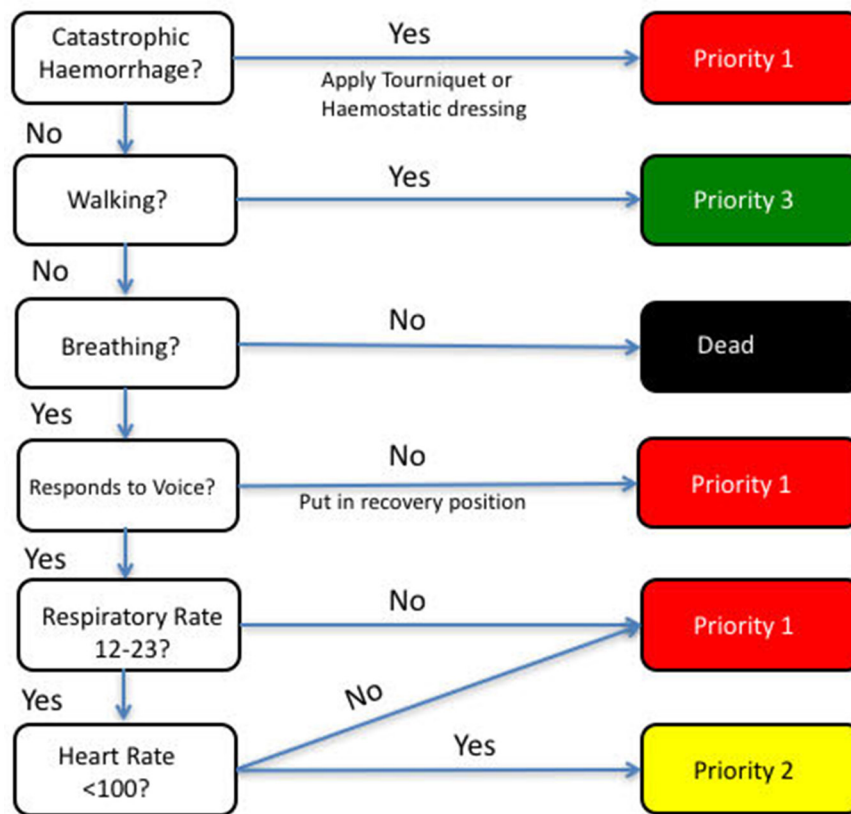 Catastrophic
Haemorrhage?
Yes
Apply Tourniquet or
Haemostatic dressing
Priority 1
No
Walking?
Yes
Priority 3
No
Breathing?
No
Dead
Yes
Responds to Voice?
No
Put in recovery position
Priority 1
Yes
Respiratory Rate
12-23?
No
Priority 1
Yes
No
Heart Rate
<100?
Yes
Priority 2